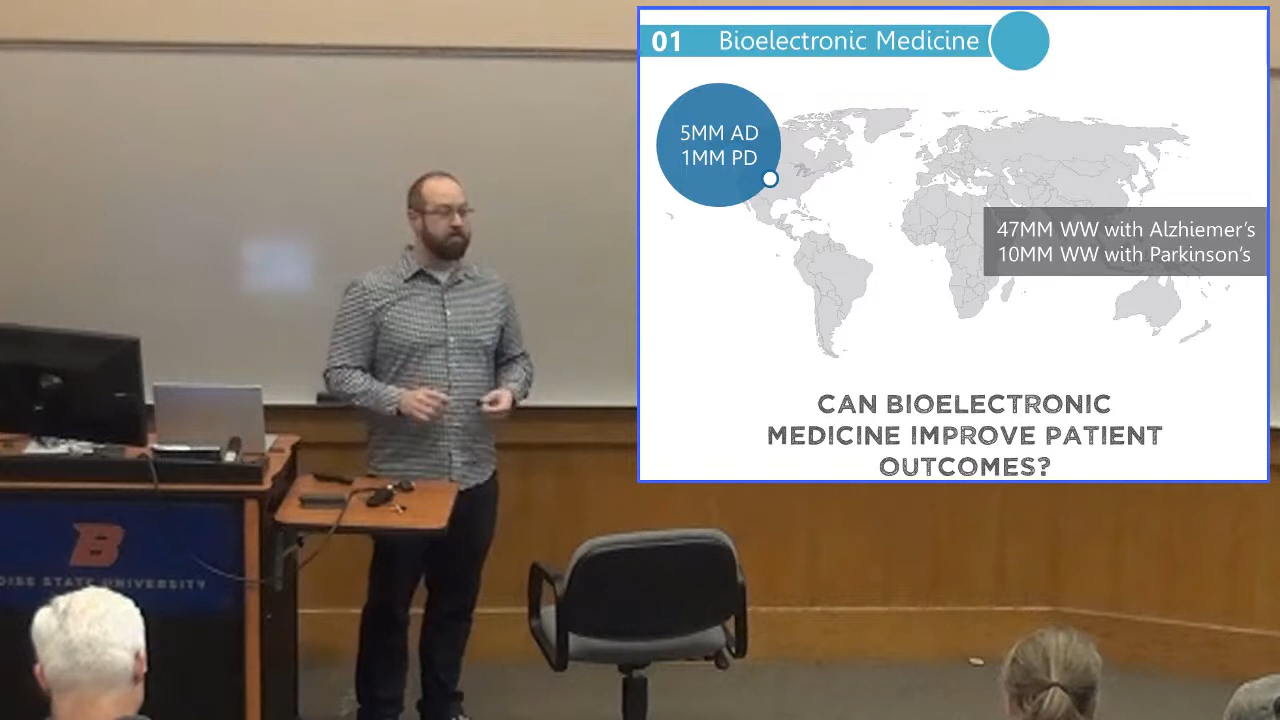 01 Bioelectronic Medicine
5MM AD
1MM PD
47MM WW with Alzhiemer's
10MM WW with Parkinson's
CAN BIOELECTRONIC
MEDICINE IMPROVE PATIENT
OUTCOMES?
B
OISE STATE UNIVERSITY